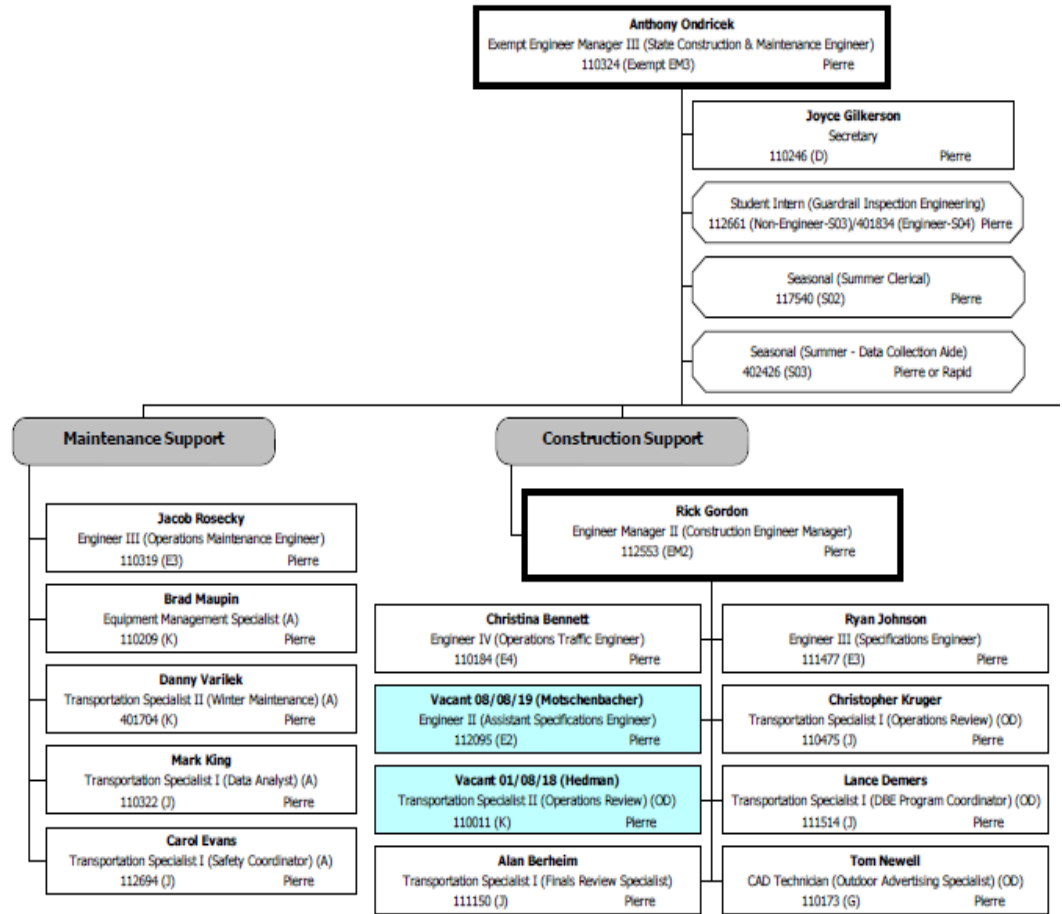 Anthony Ondricek
Exempt Engineer Manager III (State Construction & Maintenance Engineer)
110324 (Exempt EM3) Pierre
Joyce Gilkerson
Secretary
110246 (D) Pierre
Student Intern (Guardrail Inspection Engineering)
112661 (Non-Engineer-S03)/401834 (Engineer-S04) Pierre
Seasonal (Summer Clerical)
117540 (S02) Pierre
Seasonal (Summer - Data Collection Aide)
402426 (S03) Pierre or Rapid
Maintenance Support
Jacob Rosecky
Engineer III (Operations Maintenance Engineer)
110319 (E3) Pierre
Brad Maupin
Equipment Management Specialist (A)
110209 (K) Pierre
Danny Varilek
Transportation Specialist II (Winter Maintenance) (A)
401704 (K) Pierre
Mark King
Transportation Specialist I (Data Analyst) (A)
110322 (J) Pierre
Carol Evans
Transportation Specialist I (Safety Coordinator) (A)
112694 (J) Pierre
Construction Support
Rick Gordon
Engineer Manager II (Construction Engineer Manager)
112553 (EM2) Pierre
Christina Bennett
Engineer IV (Operations Traffic Engineer)
110184 (E4) Pierre
Vacant 08/08/19 (Motschenbacher)
Engineer II (Assistant Specifications Engineer)
112095 (E2) Pierre
Vacant 01/08/18 (Hedman)
Transportation Specialist II (Operations Review) (OD)
110011 (K) Pierre
Alan Berheim
Transportation Specialist I (Finals Review Specialist)
111150 (J) Pierre
Ryan Johnson
Engineer III (Specifications Engineer)
111477 (E3) Pierre
Christopher Kruger
Transportation Specialist I (Operations Review) (OD)
110475 (J) Pierre
Lance Demers
Transportation Specialist I (DBE Program Coordinator) (OD)
111514 (J) Pierre
Tom Newell
CAD Technician (Outdoor Advertising Specialist) (OD)
110173 (G) Pierre